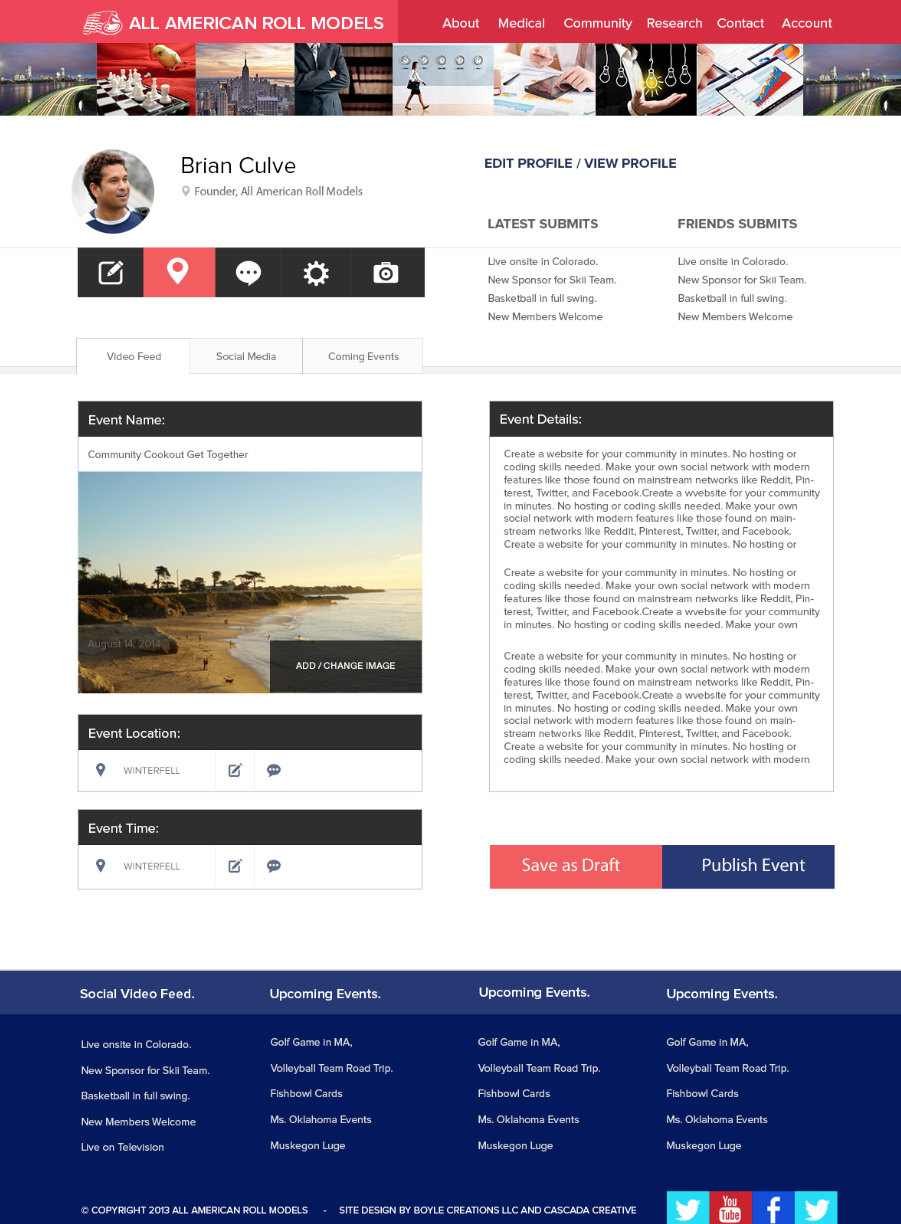 ALL AMERICAN ROLL MODELS
About Medical Community Research Contact Account
Brian Culve
Founder, All American Roll Models
EDIT PROFILE / VIEW PROFILE
LATEST SUBMITS
Live onsite in Colorado.
New Sponsor for Skii Team.
Basketball in full swing.
New Members Welcome
FRIENDS SUBMITS
Live onsite in Colorado.
New Sponsor for Skii Team.
Basketball in full swing.
New Members Welcome
Video Feed
Social Media
Coming Events
Event Name:
Community Cookout Get Together
August 14, 2014
ADD / CHANGE IMAGE
Event Location:
WINTERFELL
Event Time:
WINTERFELL
Event Details:
Create a website for your community in minutes. No hosting or
coding skills needed. Make your own social network with modern
features like those found on mainstream networks like Reddit, Pin-
terest, Twitter, and Facebook.Create a wvebsite for your community
in minutes. No hosting or coding skills needed. Make your own
social network with modern features like those found on main-
stream networks like Reddit, Pinterest, Twitter, and Facebook.
Create a website for your community in minutes. No hosting or
Create a website for your community in minutes. No hosting or
coding skills needed. Make your own social network with modern
features like those found on mainstream networks like Reddit, Pin-
terest, Twitter, and Facebook.Create a wvebsite for your community
in minutes. No hosting or coding skills needed. Make your own
Create a website for your community in minutes. No hosting or
coding skills needed. Make your own social network with modern
features like those found on mainstream networks like Reddit, Pin-
terest, Twitter, and Facebook.Create a wvebsite for your community
in minutes. No hosting or coding skills needed. Make your own
social network with modern features like those found on main-
stream networks like Reddit, Pinterest, Twitter, and Facebook.
Create a website for your community in minutes. No hosting or
coding skills needed. Make your own social network with modern
Save as Draft
Publish Event
Social Video Feed.
Live onsite in Colorado.
New Sponsor for Skii Team.
Basketball in full swing.
New Members Welcome
Live on Television
Upcoming Events.
Golf Game in MA,
Volleyball Team Road Trip.
Fishbowl Cards
Ms. Oklahoma Events
Muskegon Luge
Upcoming Events.
Golf Game in MA,
Volleyball Team Road Trip.
Fishbowl Cards
Ms. Oklahoma Events
Muskegon Luge
Upcoming Events.
Golf Game in MA,
Volleyball Team Road Trip.
Fishbowl Cards
Ms. Oklahoma Events
Muskegon Luge
© COPYRIGHT 2013 ALL AMERICAN ROLL MODELS - SITE DESIGN BY BOYLE CREATIONS LLC AND CASCADA CREATIVE
You
Tube